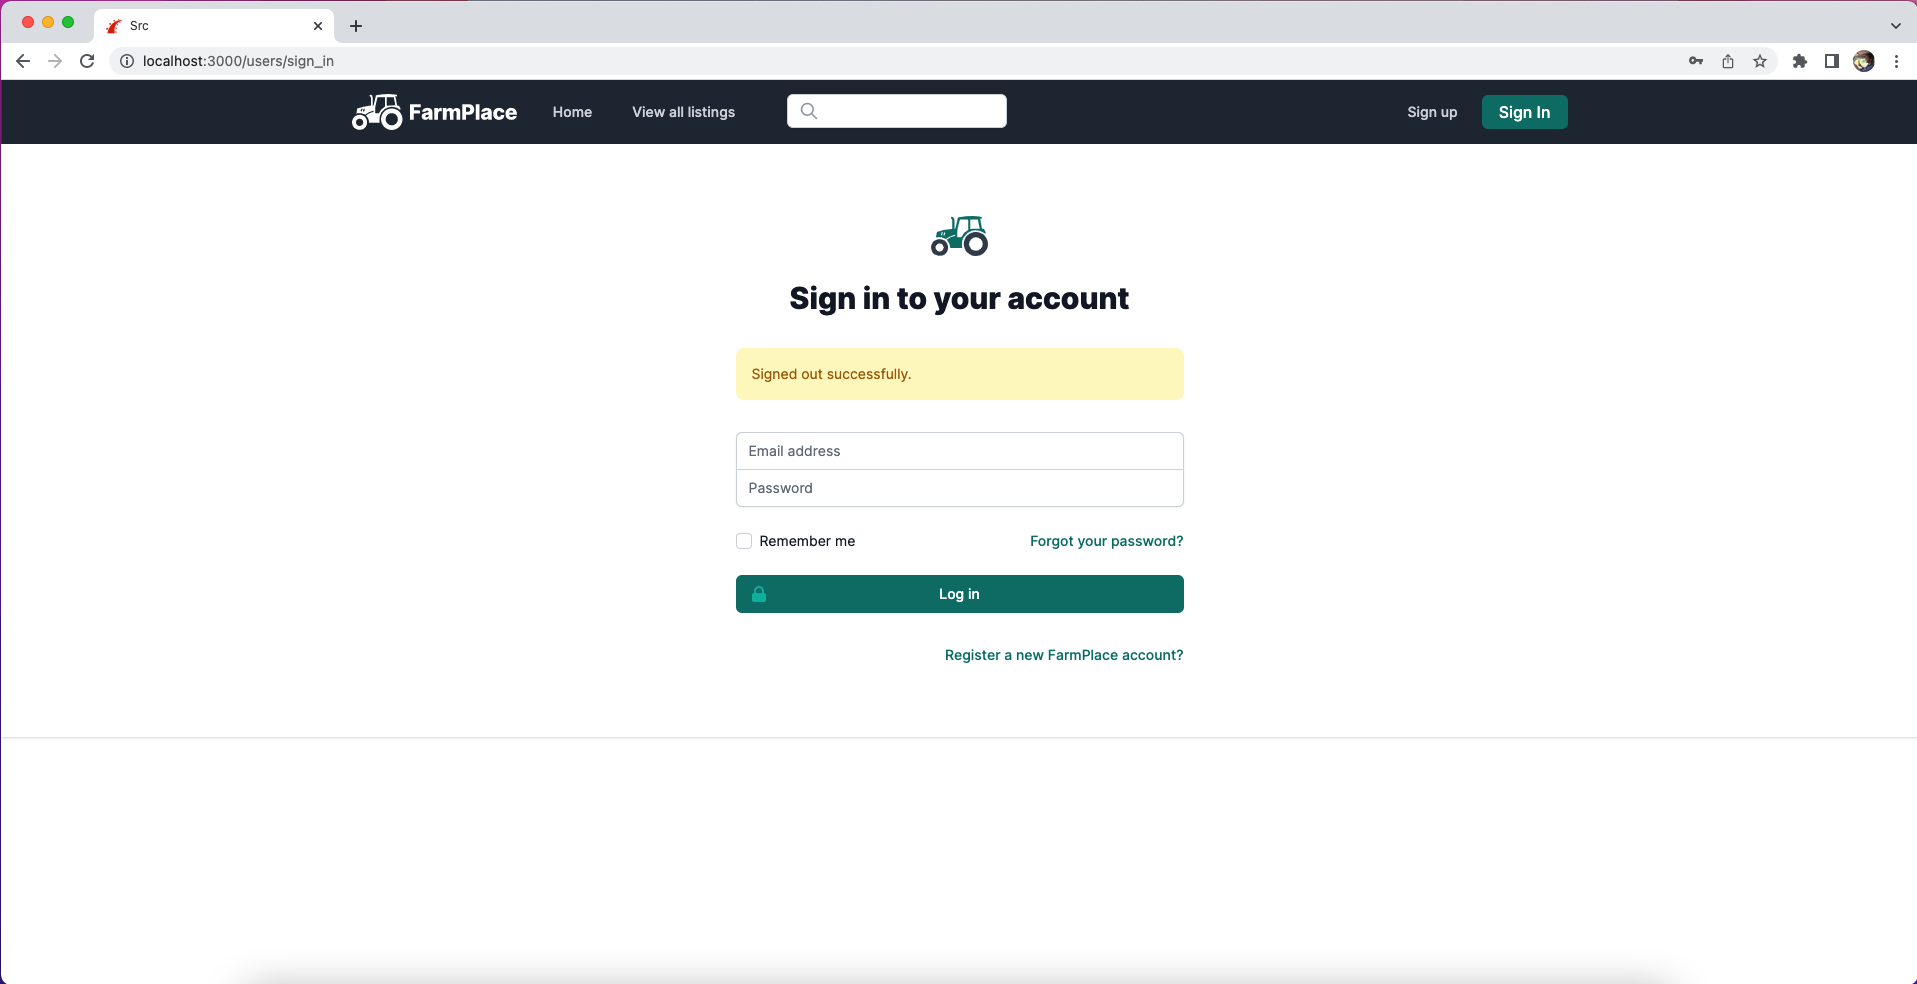 Src
localhost:3000/users/sign_in
FarmPlace Home View all listings Sign up Sign In
Sign in to your account
Signed out successfully.
Email address
Password
Remember me Forgot your password?
Log in
Register a new FarmPlace account?